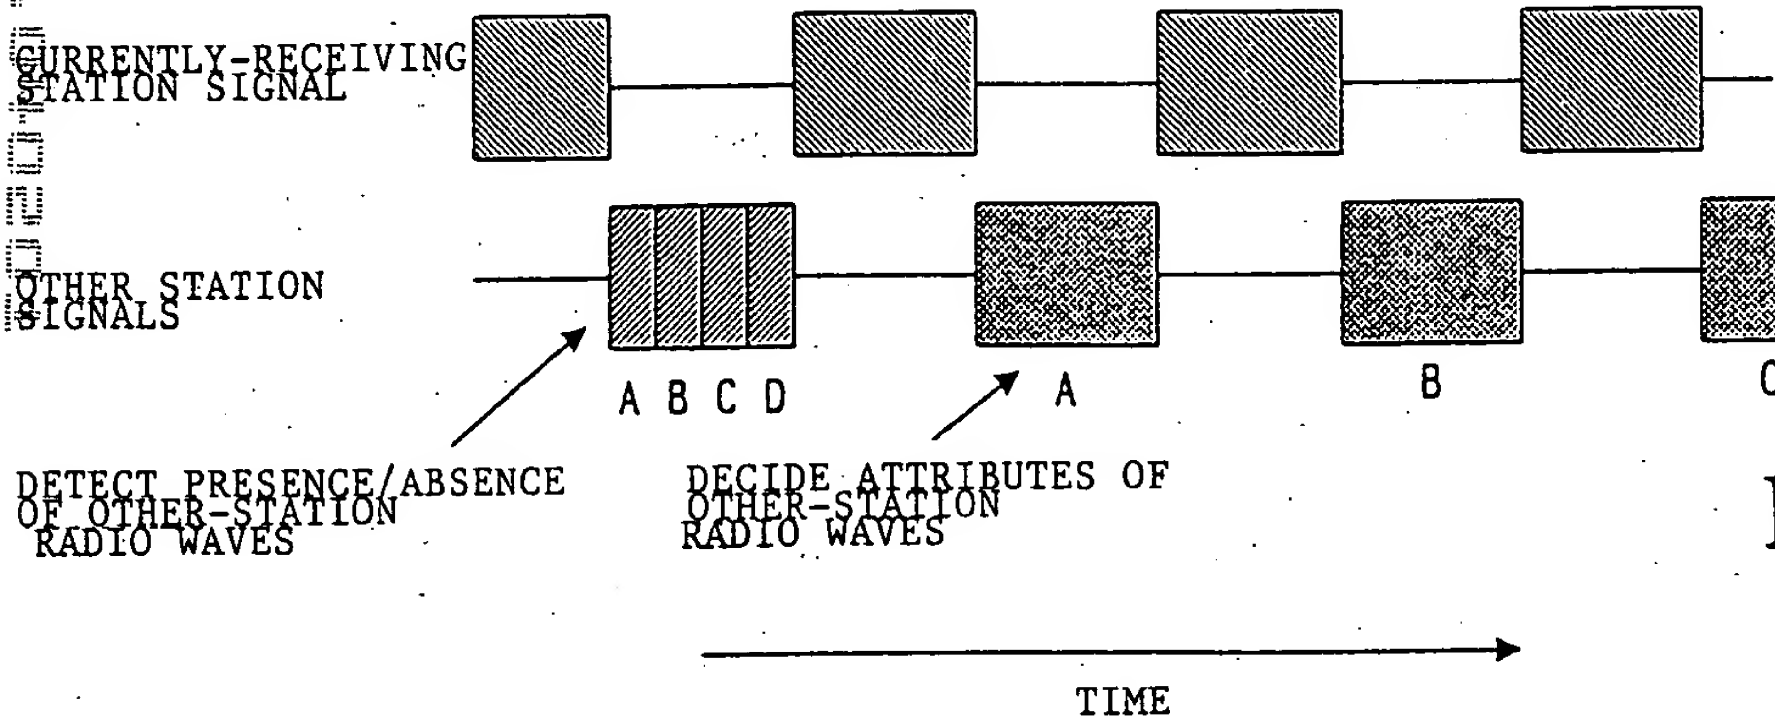 CURRENTLY-RECEIVING
STATION SIGNAL
OTHER STATION
SIGNALS
A B C D
A
B
C
DETECT PRESENCE/ABSENCE
OF OTHER-STATION
RADIO WAVES
DECIDE ATTRIBUTES OF
OTHER-STATION
RADIO WAVES
TIME